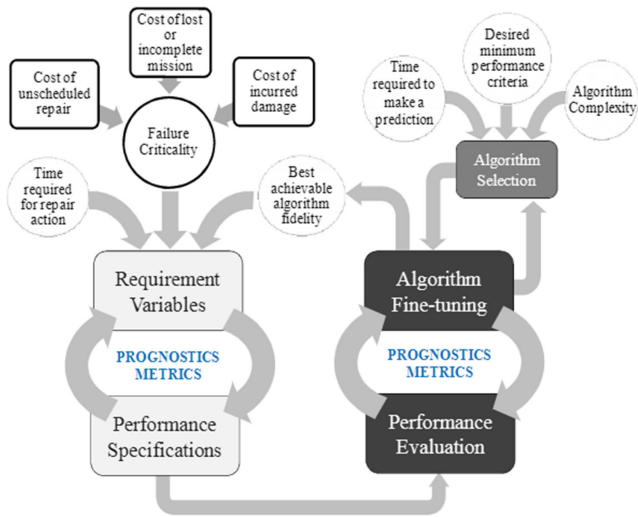 Cost of lost
or
incomplete
mission
Cost of
unscheduled
repair
Cost of
incurred
damage
Failure
Criticality
Time
required
for repair
action
Best
achievable
algorithm
fidelity
Requirement
Variables
PROGNOSTICS
METRICS
Performance
Specifications
Time
required to
make a
prediction
Desired
minimum
performance
criteria
Algorithm
Complexity
Algorithm
Selection
Algorithm
Fine-tuning
PROGNOSTICS
METRICS
Performance
Evaluation